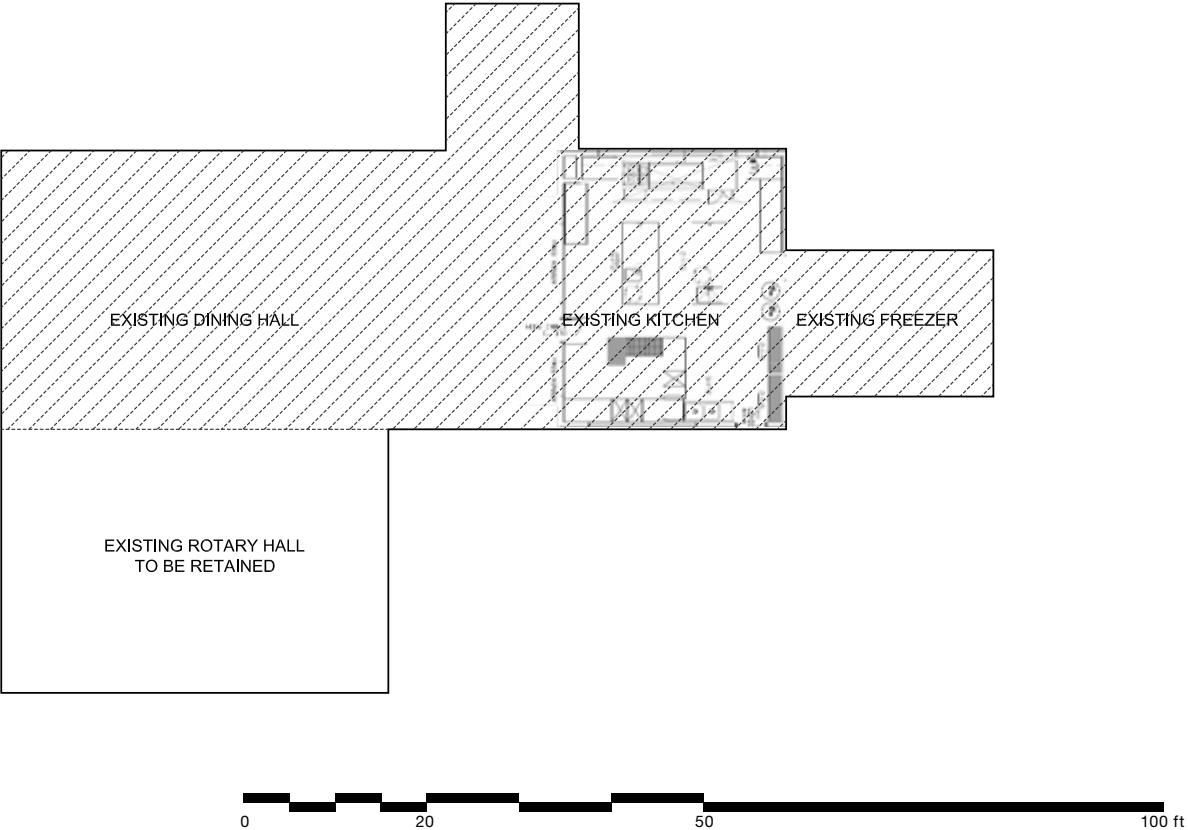 EXISTING DINING HALL
EXISTING KITCHEN
EXISTING FREEZER
EXISTING ROTARY HALL
TO BE RETAINED
0
20
50
100 ft